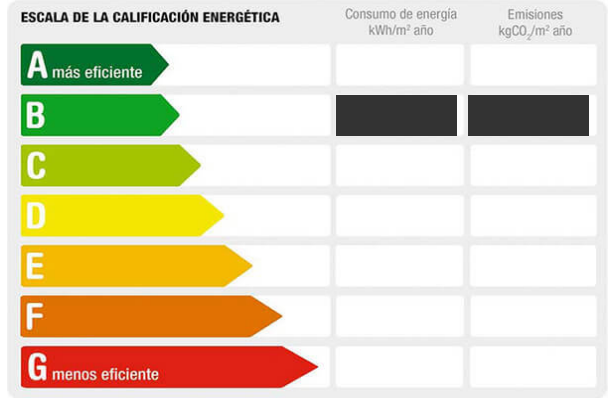 ESCALA DE LA CALIFICACIÓN ENERGÉTICA
Consumo de energía
kWh/m² año
Emisiones
kgCO₂/m² año
A más eficiente
B
C
D
E
F
G menos eficiente